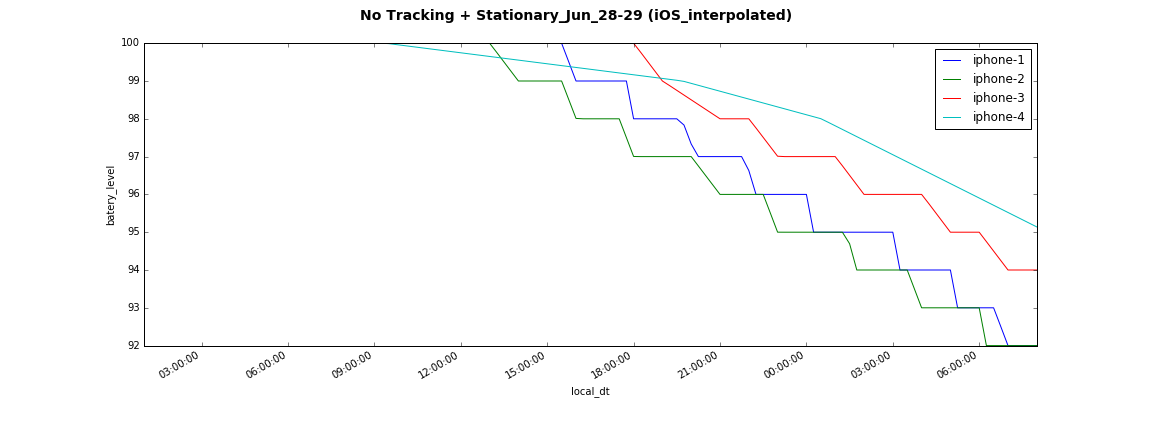 No Tracking + Stationary_Jun_28-29 (iOS_interpolated)
100
99
98
97
96
95
94
93
92
batery_level
iphone-1
iphone-2
iphone-3
iphone-4
03:00:00
06:00:00
09:00:00
12:00:00
15:00:00
18:00:00
21:00:00
00:00:00
03:00:00
06:00:00
local_dt